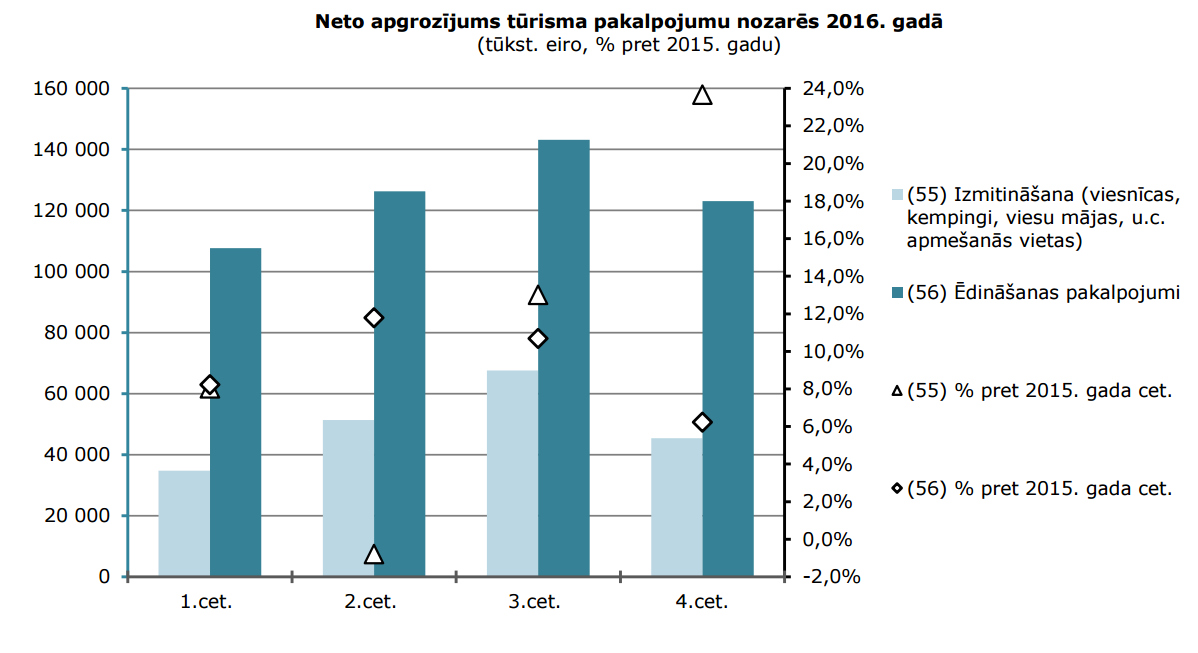 Neto apgrozījums tūrisma pakalpojumu nozarēs 2016. gadā
(tūkst. eiro, % pret 2015. gadu)
160 000
140 000
120 000
100 000
80 000
60 000
40 000
20 000
0
24,0%
22,0%
20,0%
18,0%
16,0%
14,0%
12,0%
10,0%
8,0%
6,0%
4,0%
2,0%
0,0%
-2,0%
1.cet.
2.cet.
3.cet.
4.cet.
(55) Izmitināšana (viesnīcas,
kempingi, viesu mājas, u.c.
apmešanās vietas)
(56) Ēdināšanas pakalpojumi
(55) % pret 2015. gada cet.
(56) % pret 2015. gada cet.